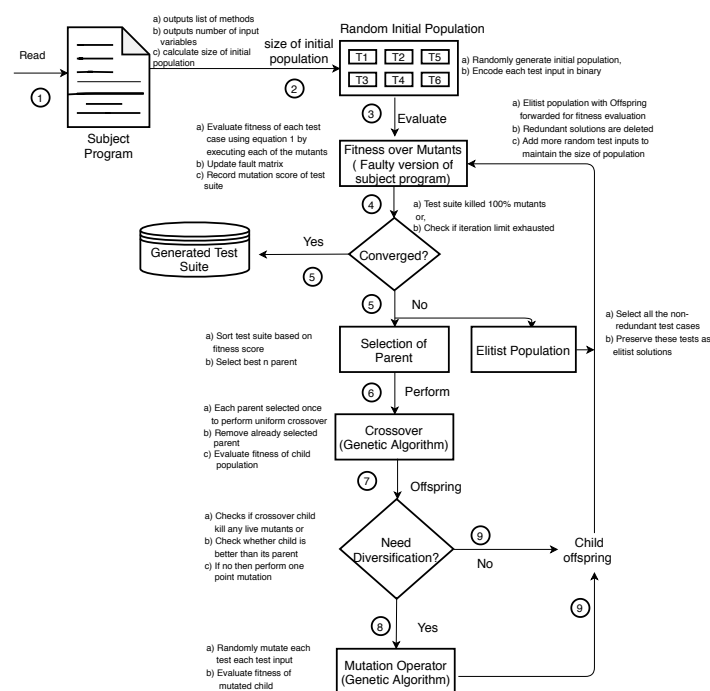 a) outputs list of methods
b) outputs number of input
variables
c) calculate size of initial
population
Read
1
Subject
Program
size of initial
population
2
Random Initial Population
T1 T2 T5
T3 T4 T6
a) Randomly generate initial population,
b) Encode each test input in binary
3
Evaluate
a) Elitist population with Offspring
forwarded for fitness evaluation
b) Redundant solutions are deleted
c) Add more random test inputs to
maintain the size of population
a) Evaluate fitness of each test
case using equation 1 by
executing each of the mutants
b) Update fault matrix
c) Record mutation score of test
suite
Fitness over Mutants
( Faulty version of
subject program)
4
a) Test suite killed 100% mutants
or,
b) Check if iteration limit exhausted
Converged?
Yes
5
Generated Test
Suite
5
No
a) Sort test suite based on
fitness score
b) Select best n parent
Selection of
Parent
Elitist Population
a) Select all the non-
redundant test cases
b) Preserve these tests as
elitist solutions
6
Perform
a) Each parent selected once
to perform uniform crossover
b) Remove already selected
parent
c) Evaluate fitness of child
population
Crossover
(Genetic Algorithm)
7
Offspring
a) Checks if crossover child
kill any live mutants or
b) Check whether child is
better than its parent
c) If no then perform one
point mutation
Need
Diversification?
9
No
Child
offspring
9
8
Yes
a) Randomly mutate each
test each test input
b) Evaluate fitness of
mutated child
Mutation Operator
(Genetic Algorithm)